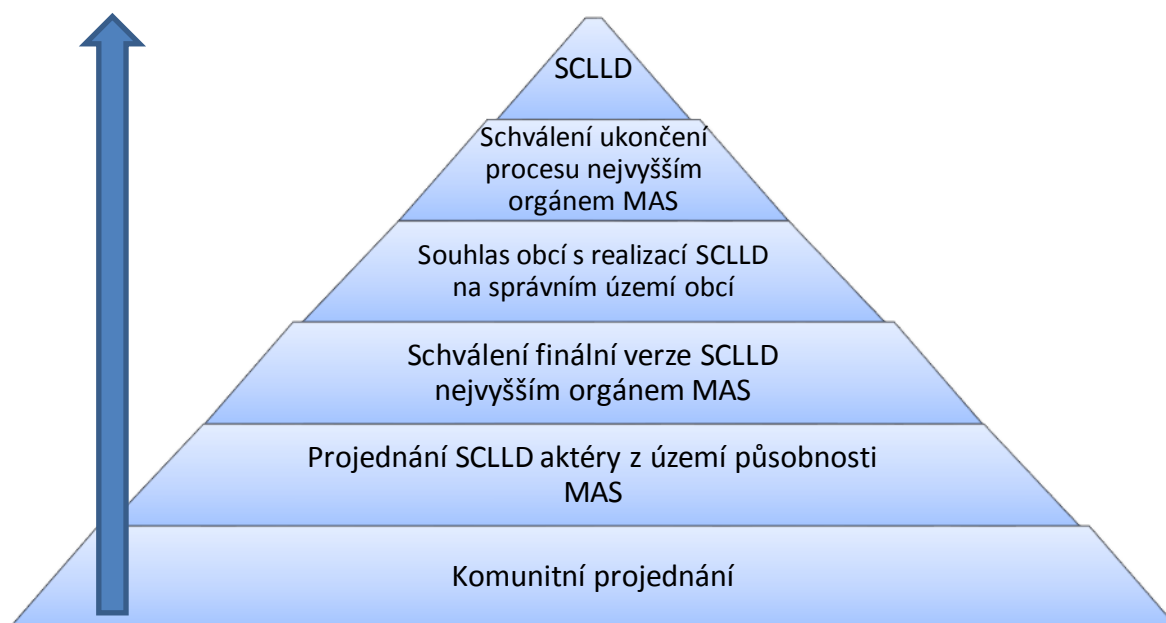 SCLLD
Schválení ukončení
procesu nejvyšším
orgánem MAS
Souhlas obcí s realizací SCLLD
na správním území obcí
Schválení finální verze SCLLD
nejvyšším orgánem MAS
Projednání SCLLD aktéry z území působnosti
MAS
Komunitní projednání